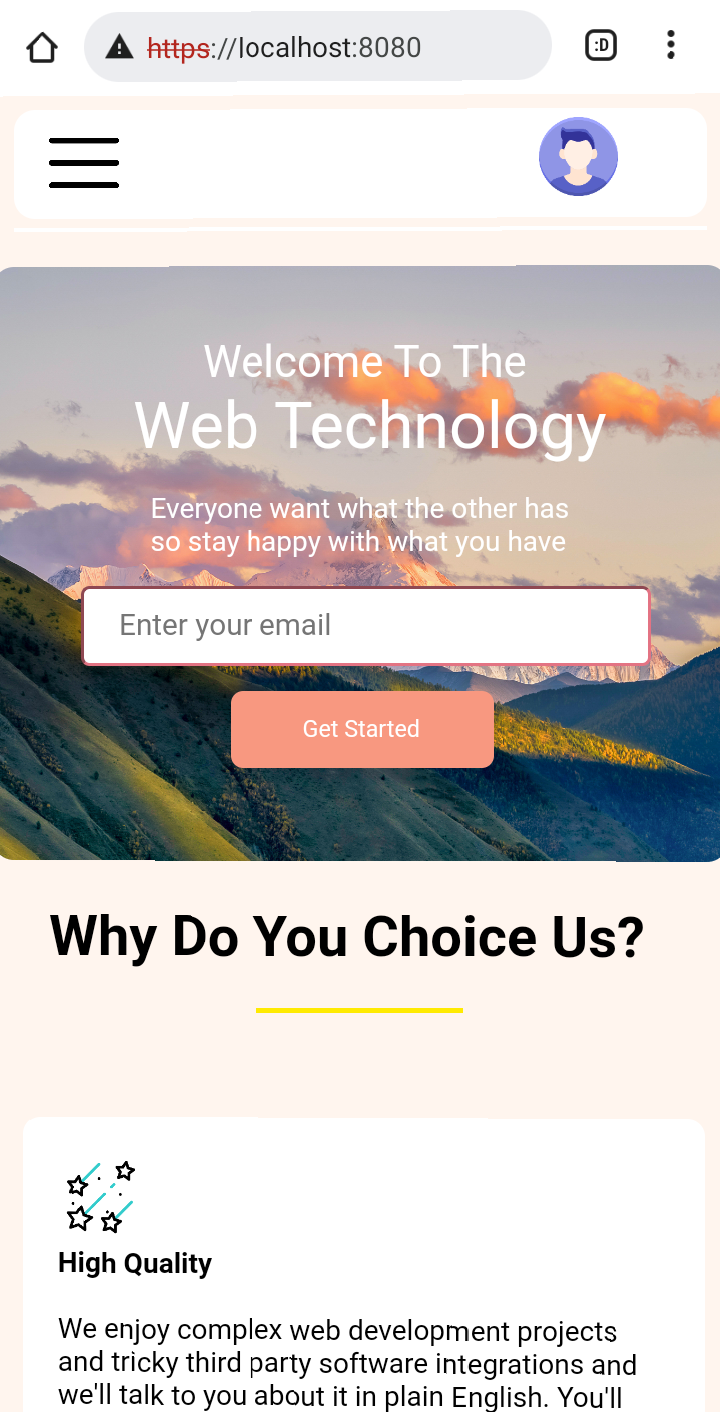 https://localhost:8080
:D
Welcome To The
Web Technology
Everyone want what the other has
so stay happy with what you have
Enter your email
Get Started
Why Do You Choice Us?
High Quality
We enjoy complex web development projects
and tricky third party software integrations and
we'll talk to you about it in plain English. You'll